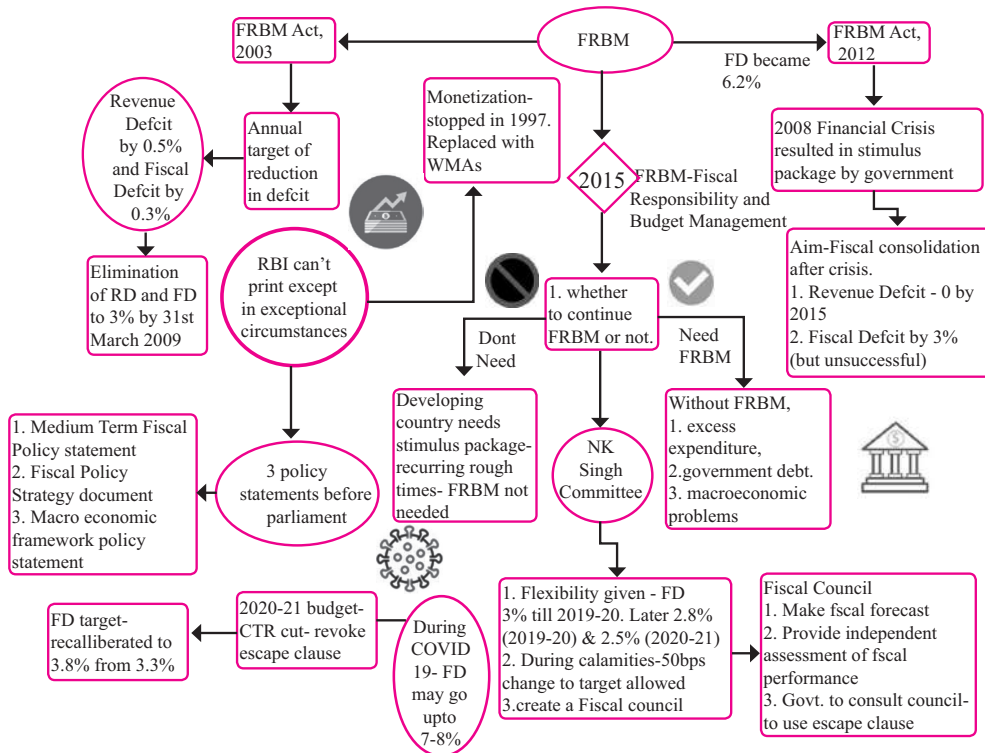 FRBM Act,
2003
FRBM
FD became
6.2%
FRBM Act,
2012
Revenue
Defcit
by 0.5%
and Fiscal
Defcit by
0.3%
Annual
target of
reduction
in defcit
Monetization-
stopped in 1997.
Replaced with
WMAs
2015
FRBM-Fiscal
Responsibility and
Budget Management
2008 Financial Crisis
resulted in stimulus
package by government
Elimination
of RD and FD
to 3% by 31st
March 2009
RBI can't
print except
in exceptional
circumstances
1. whether
to continue
FRBM or not.
Aim-Fiscal consolidation
after crisis.
1. Revenue Defcit - 0 by
2015
2. Fiscal Defcit by 3%
(but unsuccessful)
Dont
Need
Need
FRBM
1. Medium Term Fiscal
Policy statement
2. Fiscal Policy
Strategy document
3. Macro economic
framework policy
statement
3 policy
statements before
parliament
Developing
country needs
stimulus package-
recurring rough
times- FRBM not
needed
NK
Singh
Committee
Without FRBM,
1. excess
expenditure,
2.government debt.
3. macroeconomic
problems
$
FD target-
recalliberated to
3.8% from 3.3%
2020-21 budget-
CTR cut- revoke
escape clause
During
COVID
19- FD
may go
upto
7-8%
1. Flexibility given - FD
3% till 2019-20. Later 2.8%
(2019-20) & 2.5% (2020-21)
2. During calamities-50bps
change to target allowed
3.create a Fiscal council
Fiscal Council
1. Make fscal forecast
2. Provide independent
assessment of fscal
performance
3. Govt. to consult council-
to use escape clause